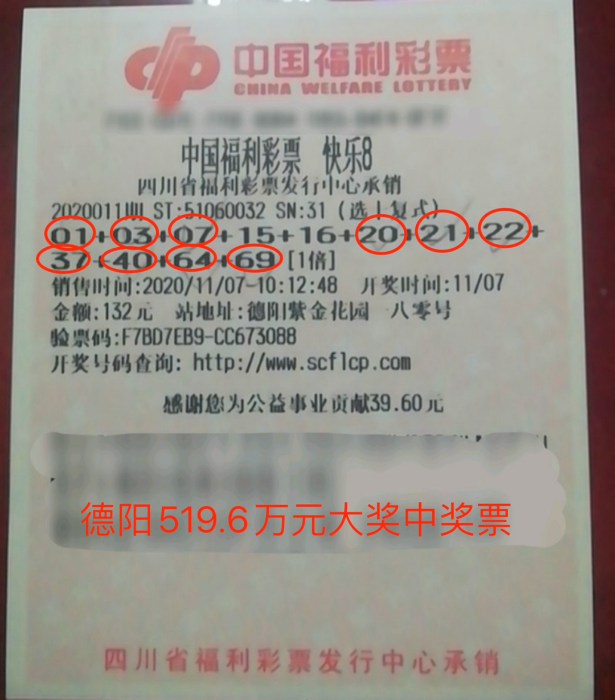 中国福利彩票
CHINA WELFARE LOTTERY
中国福利彩票 快乐8
四川省福利彩票发行中心承销
2020011期 ST:51060032 SN:31 (选十复式)
01+03+07+15+16+20+21+22+
37+40+64+69 [1倍]
销售时间:2020/11/07-10:12:48 开奖:11/07
金额:132元 站地址:德阳紫金花园一八零号
验票码:F7BD7EB9-CC673088
开奖号码查询: http://www.scflcp.com
感谢您为公益事业贡献39.60元
德阳519.6万元大奖中奖票
四川省福利彩票发行中心承销